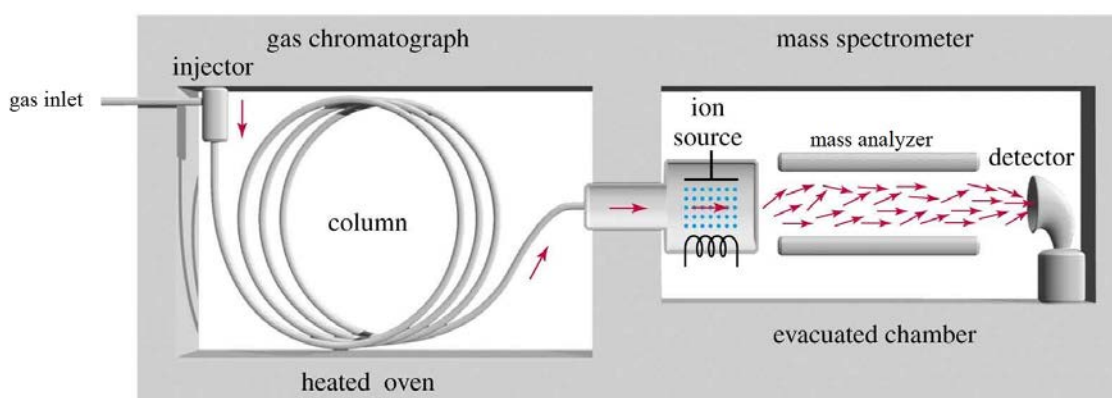 gas chromatograph
mass spectrometer
injector
gas inlet
ion
source
mass analyzer
detector
column
evacuated chamber
heated oven